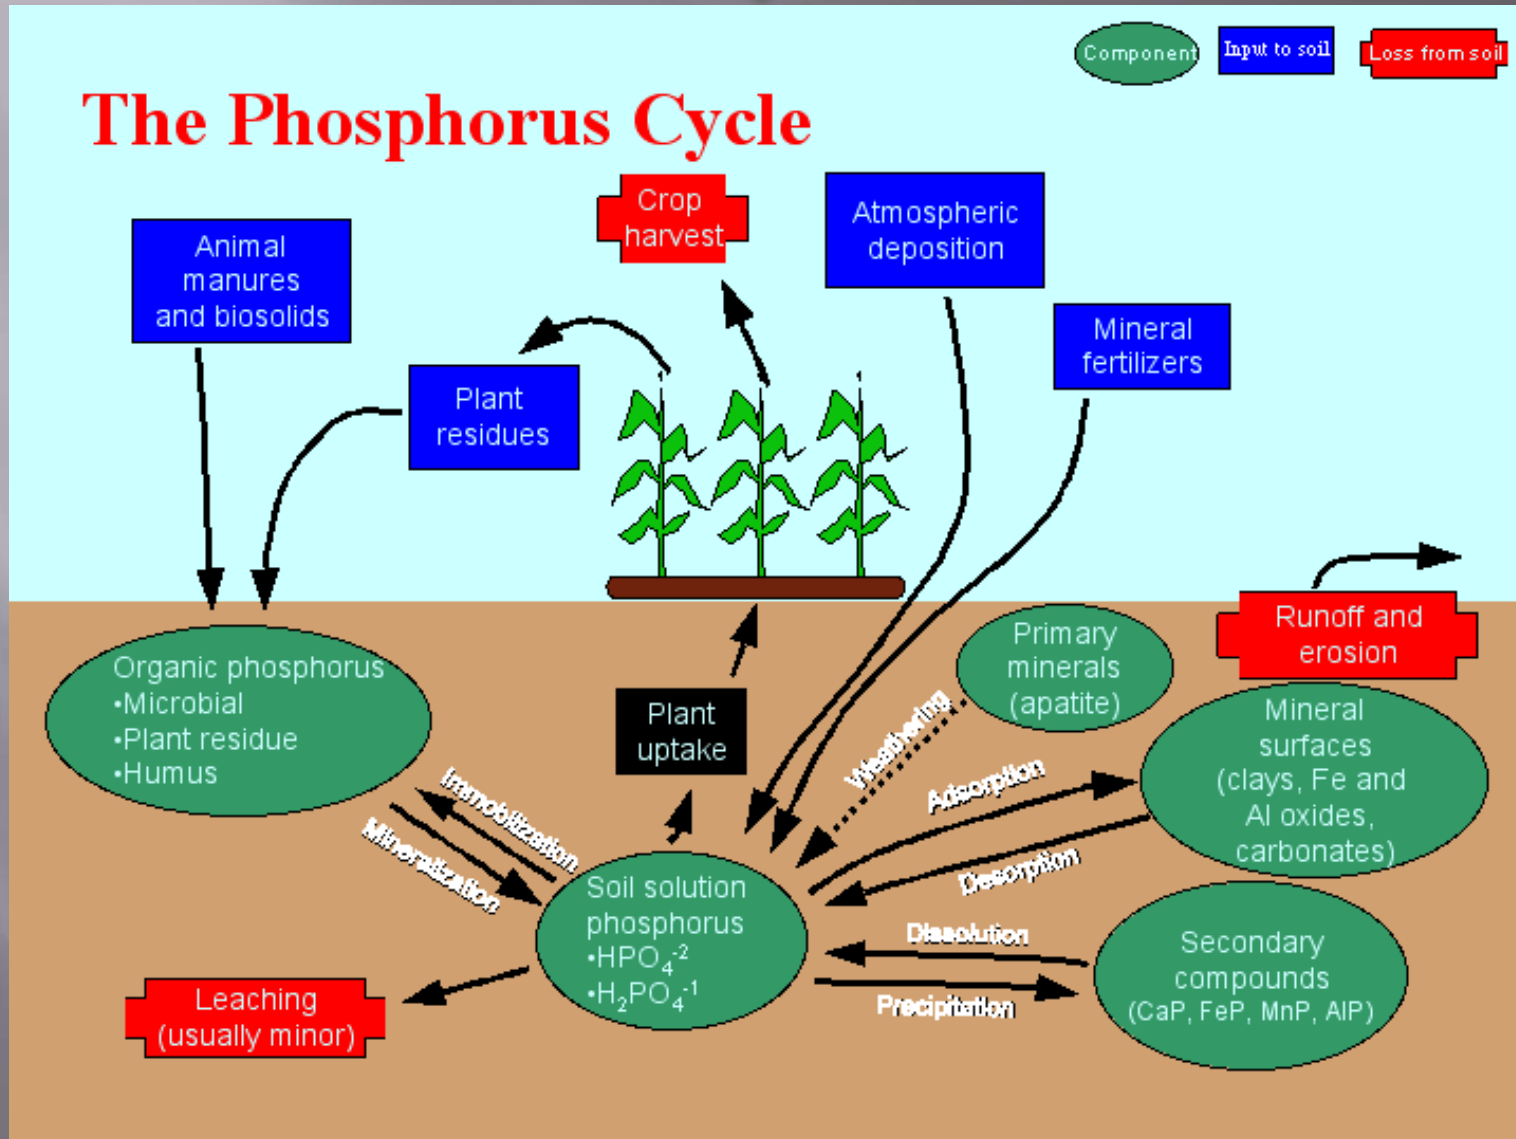 Component
Input to soil
Loss from soil
The Phosphorus Cycle
Crop
harvest
Atmospheric
deposition
Animal
manures
and biosolids
Mineral
fertilizers
Plant
residues
Organic phosphorus
•Microbial
•Plant residue
•Humus
Plant
uptake
Primary
minerals
(apatite)
Runoff and
erosion
Mineral
surfaces
(clays, Fe and
Al oxides,
carbonates)
Weathering
Adsorption
Desorption
Immobilization
Mineralization
Soil solution
phosphorus
•HPO₄⁻²
•H₂PO₄⁻¹
Dissolution
Precipitation
Secondary
compounds
(CaP, FeP, MnP, AlP)
Leaching
(usually minor)